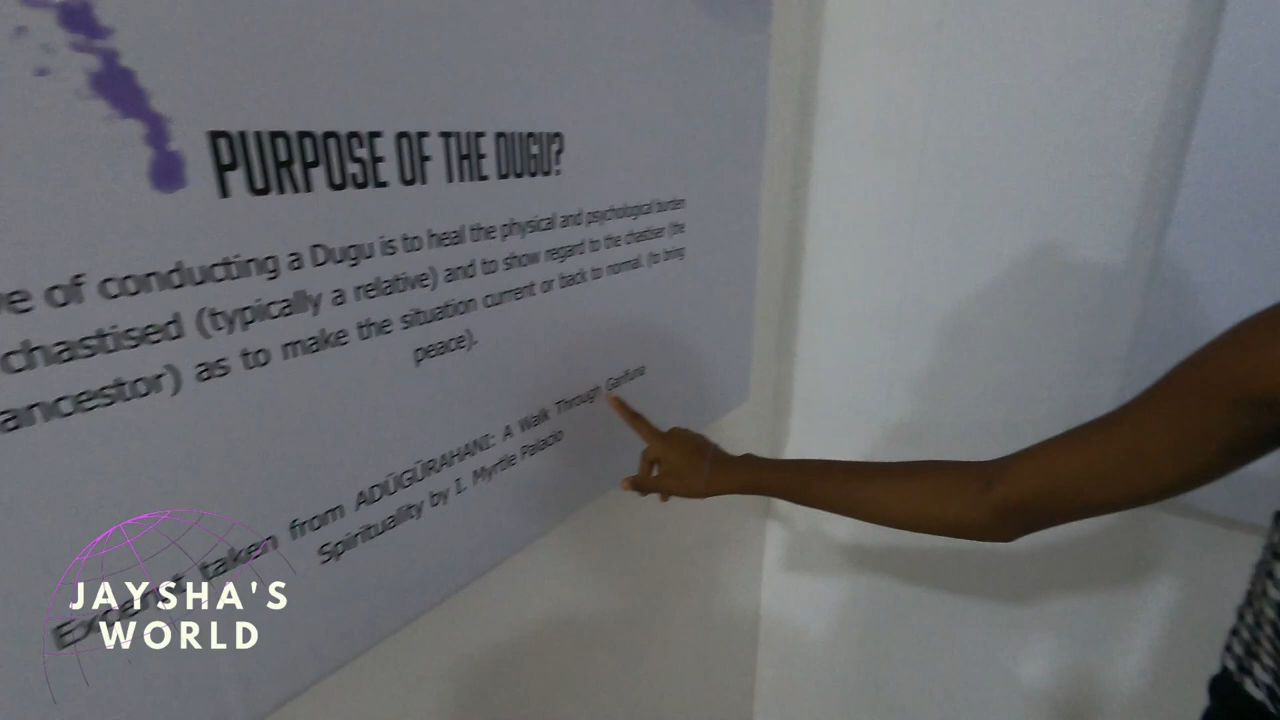 PURPOSE OF THE DUGU?
of conducting a Dugu is to heal the physical and psychological burden
chastised (typically a relative) and to show regard to the chastiser (the
ancestor) as to make the situation current or back to normal. (to bring
peace).
Excerpt taken from ADÜGÜRAHANI: A Walk Through Garifuna
Spirituality by I. Myrtle Palacio
JAYSHA'S
WORLD